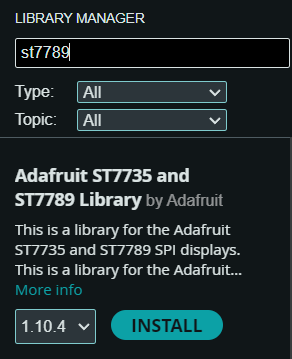 LIBRARY MANAGER
st7789
Type: All
Topic: All
Adafruit ST7735 and
ST7789 Library by Adafruit
This is a library for the Adafruit
ST7735 and ST7789 SPI displays.
This is a library for the Adafruit...
More info
1.10.4 INSTALL